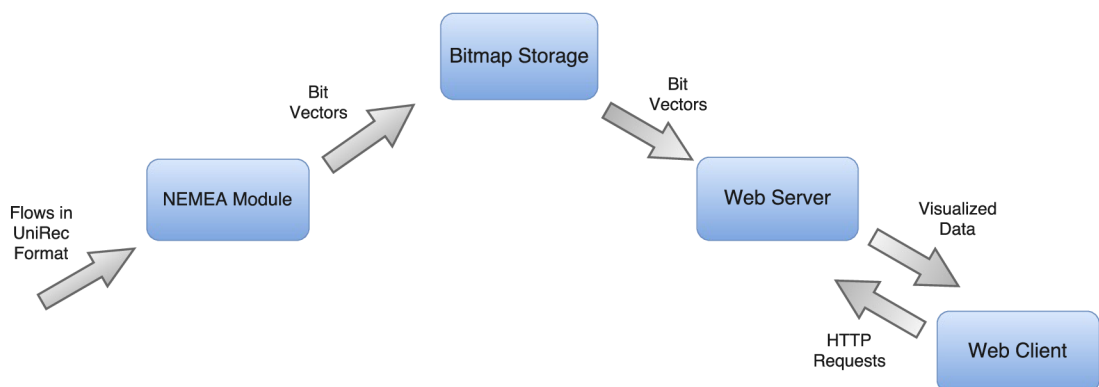 Bitmap Storage
Bit
Vectors
Bit
Vectors
NEMEA Module
Web Server
Flows in
UniRec
Format
Visualized
Data
HTTP
Requests
Web Client